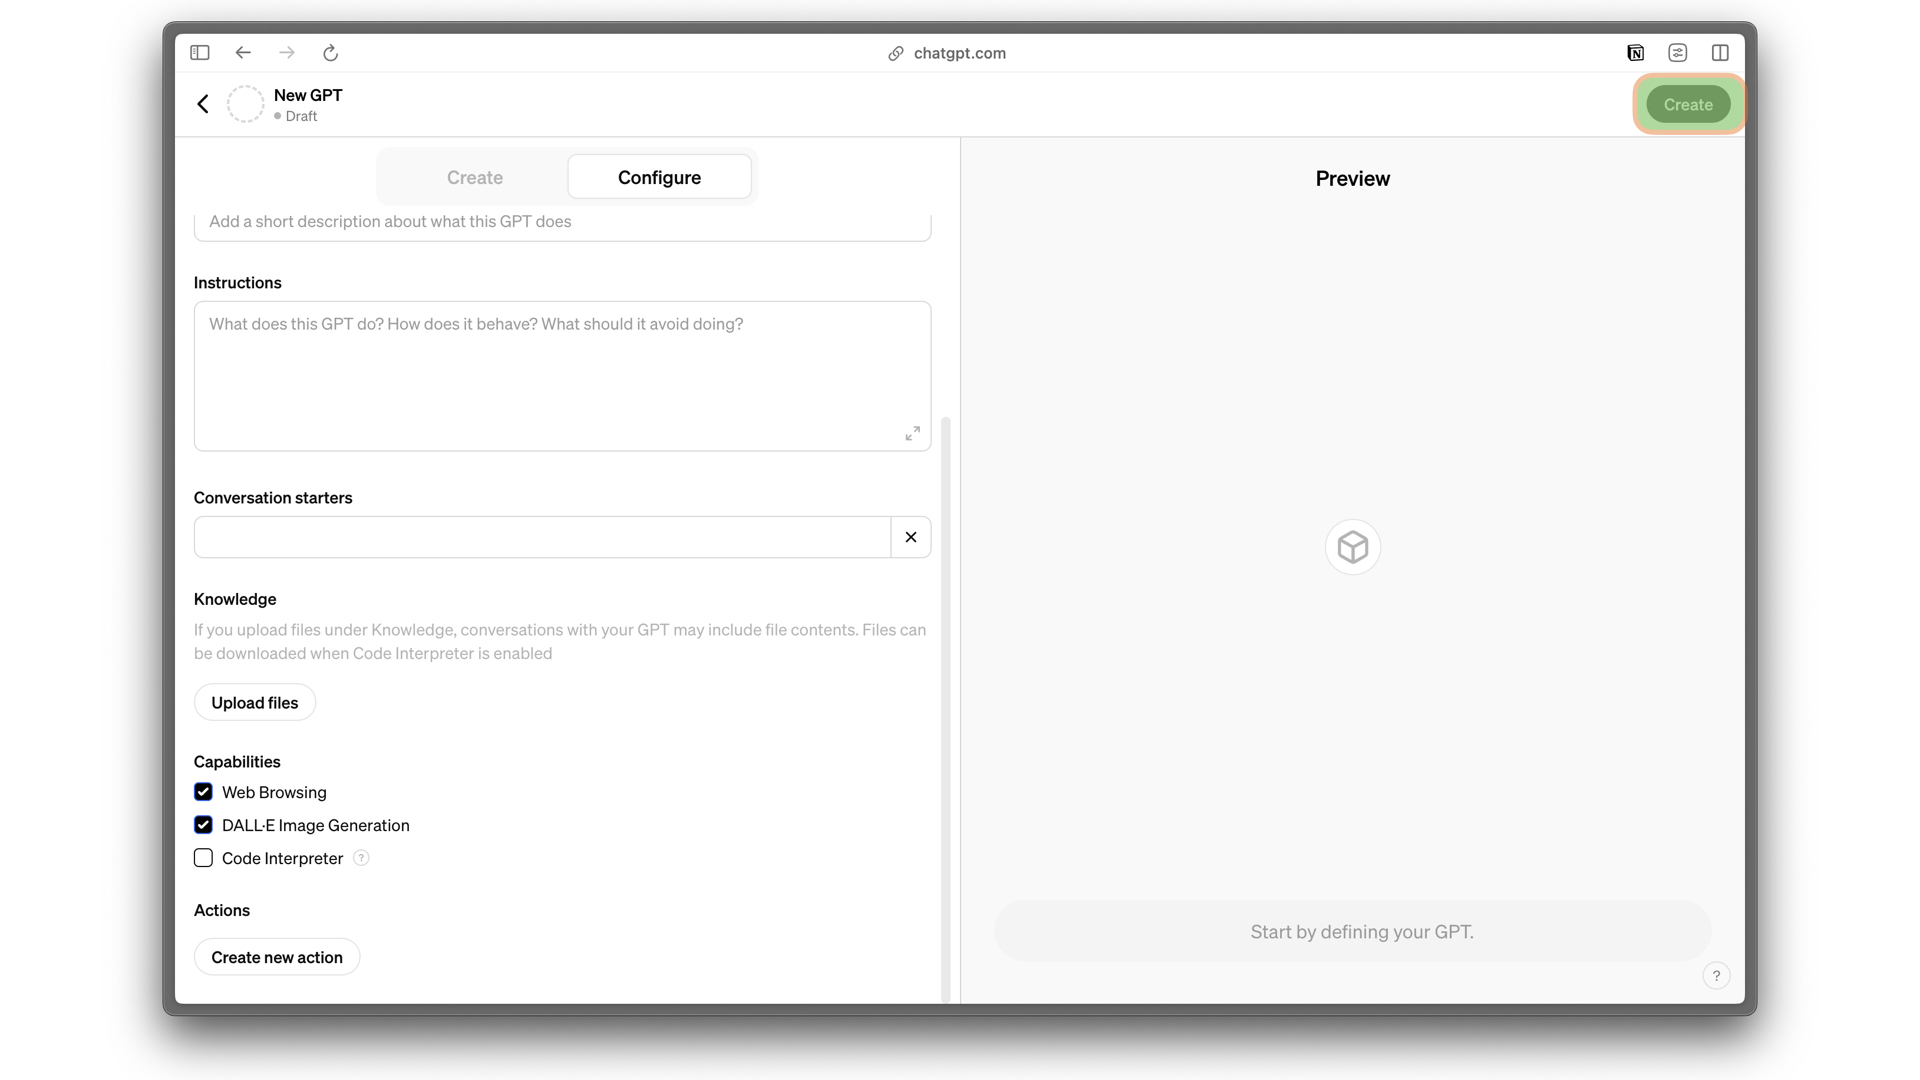 chatgpt.com
New GPT
Draft
Create
Create
Configure
Preview
Add a short description about what this GPT does
Instructions
What does this GPT do? How does it behave? What should it avoid doing?
Conversation starters
Knowledge
If you upload files under Knowledge, conversations with your GPT may include file contents. Files can
be downloaded when Code Interpreter is enabled
Upload files
Capabilities
Web Browsing
DALL·E Image Generation
Code Interpreter ?
Actions
Create new action
Start by defining your GPT.
?